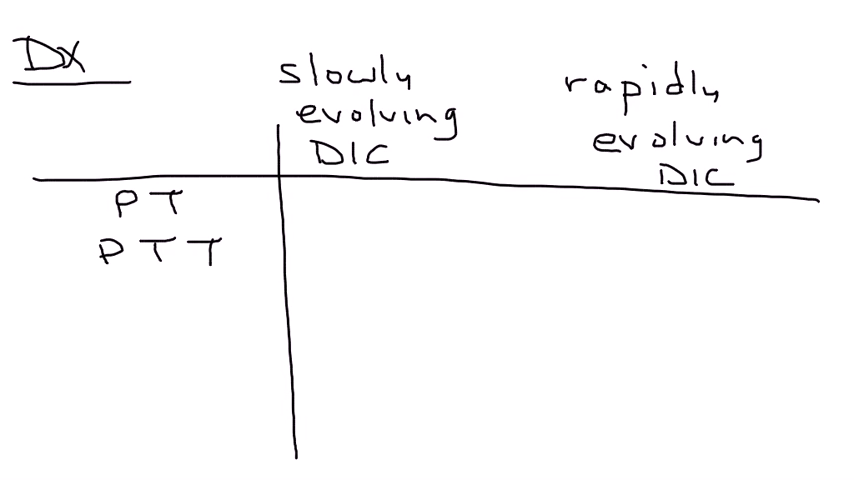 DX
slowly
evolving
DIC
rapidly
evolving
DIC
PT
PTT